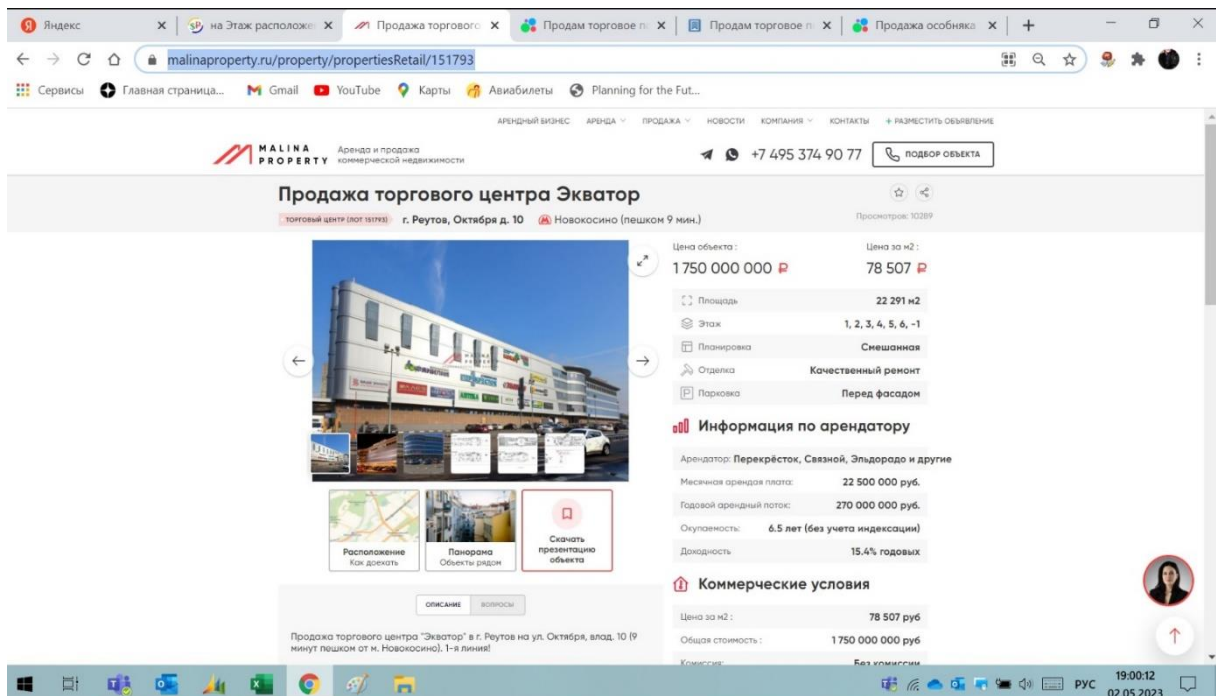 Яндекс
на Этаж расположе
Продажа торгового
Продам торговое п
Продам торговое п
Продажа особняка
malinaproperty.ru/property/propertiesRetail/151793
Сервисы Главная страница... Gmail YouTube Карты Авиабилеты Planning for the Fut...
АРЕНДНЫЙ БИЗНЕС АРЕНДА ПРОДАЖА НОВОСТИ КОМПАНИЯ КОНТАКТЫ + РАЗМЕСТИТЬ ОБЪЯВЛЕНИЕ
MALINA PROPERTY
Аренда и продажа
коммерческой недвижимости
+7 495 374 90 77
ПОДБОР ОБЪЕКТА
Продажа торгового центра Экватор
ТОРГОВЫЙ ЦЕНТР (ЛОТ 151793) г. Реутов, Октября д. 10 Новокосино (пешком 9 мин.)
Просмотров: 10289
Цена объекта : Цена за м2 :
1 750 000 000 ₽ 78 507 ₽
Площадь 22 291 м2
Этаж 1, 2, 3, 4, 5, 6, -1
Планировка Смешанная
Отделка Качественный ремонт
Парковка Перед фасадом
Информация по арендатору
Арендатор: Перекрёсток, Связной, Эльдорадо и другие
Месячная арендная плата: 22 500 000 руб.
Годовой арендный поток: 270 000 000 руб.
Окупаемость: 6.5 лет (без учета индексации)
Доходность 15.4% годовых
Коммерческие условия
Цена за м2 : 78 507 руб
Общая стоимость : 1 750 000 000 руб
Комиссия: Без комиссии
Расположение
Как доехать
Панорама
Объекты рядом
Скачать
презентацию
объекта
ОПИСАНИЕ ВОПРОСЫ
Продажа торгового центра "Экватор" в г. Реутов на ул. Октября, влад. 10 (9
минут пешком от м. Новокосино). 1-я линия!
РУС
19:00:12
02.05.2023